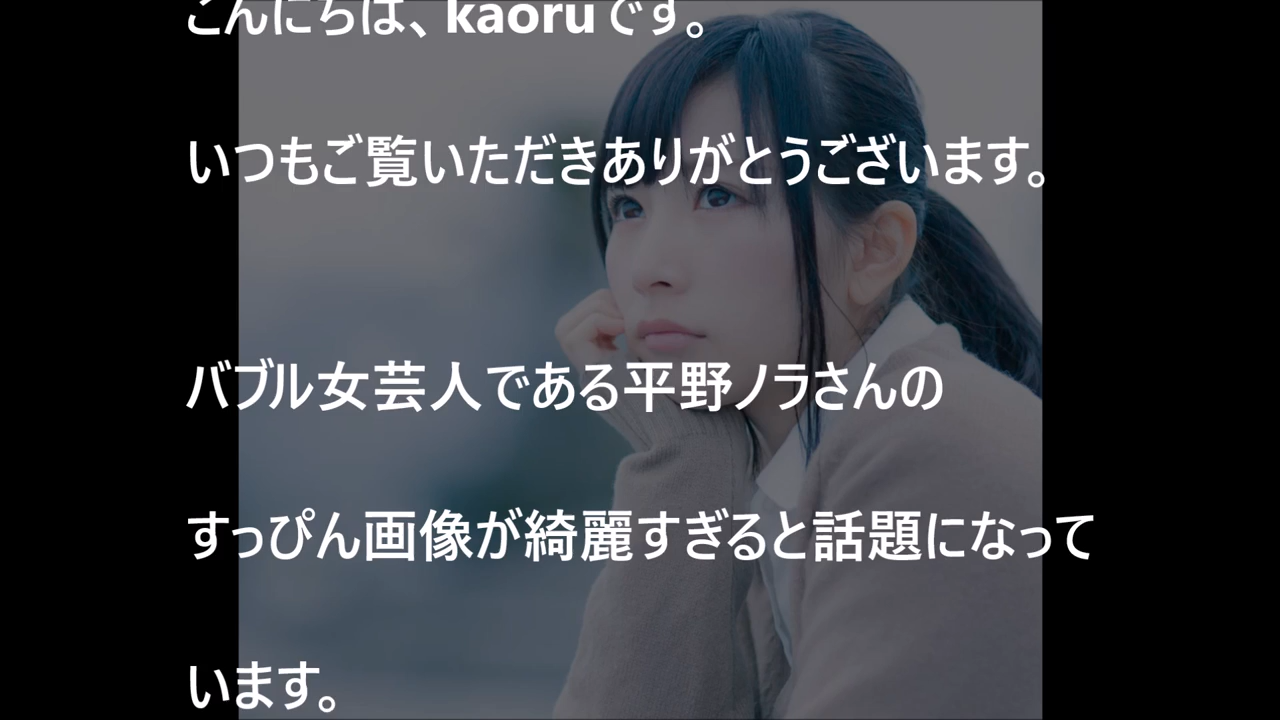 こんにちは、kaoruです。
いつもご覧いただきありがとうございます。
バブル女芸人である平野ノラさんの
すっぴん画像が綺麗すぎると話題になって
います。